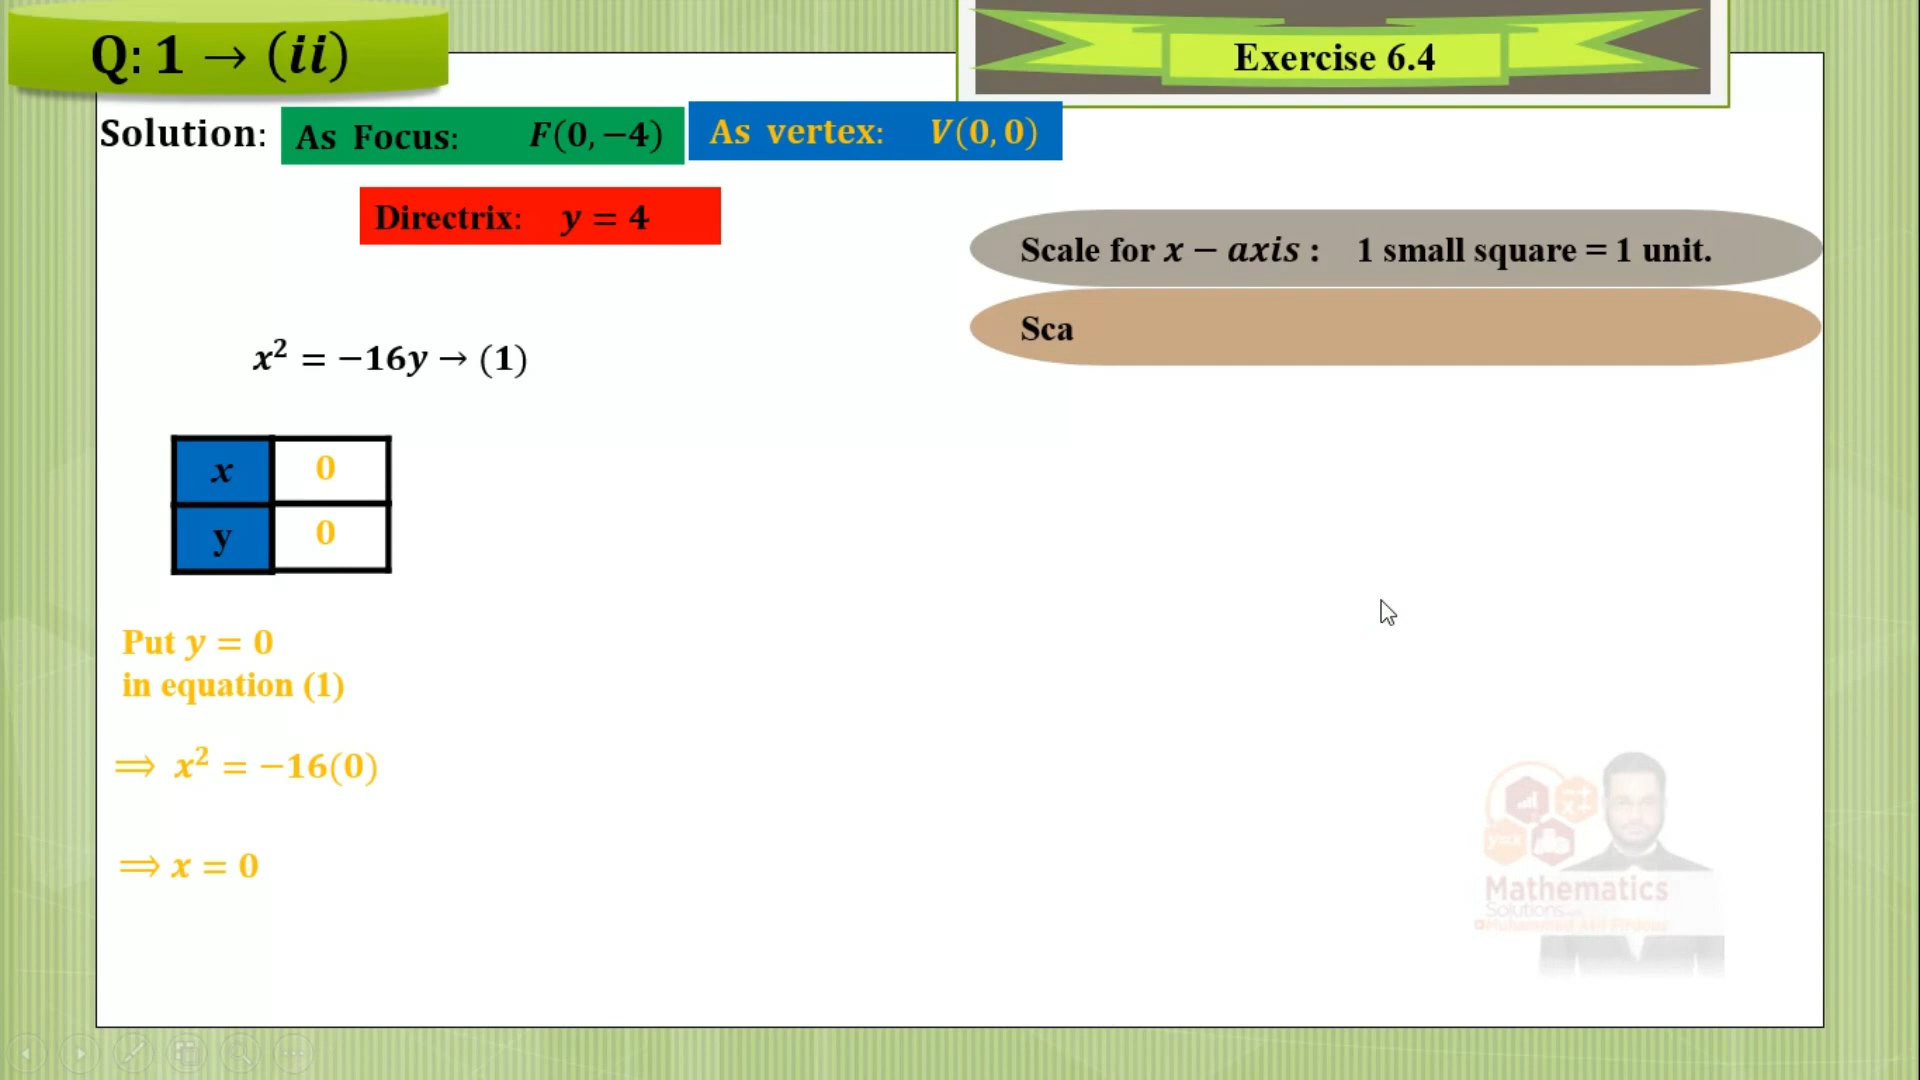 Q: 1 → (ii)
Exercise 6.4
Solution:
As Focus: F(0, −4)
As vertex: V(0, 0)
Directrix: y = 4
Scale for x − axis : 1 small square = 1 unit.
Sca
x² = −16y → (1)
x 0
y 0
Put y = 0
in equation (1)
⟹ x² = −16(0)
⟹ x = 0
Mathematics
Solutions